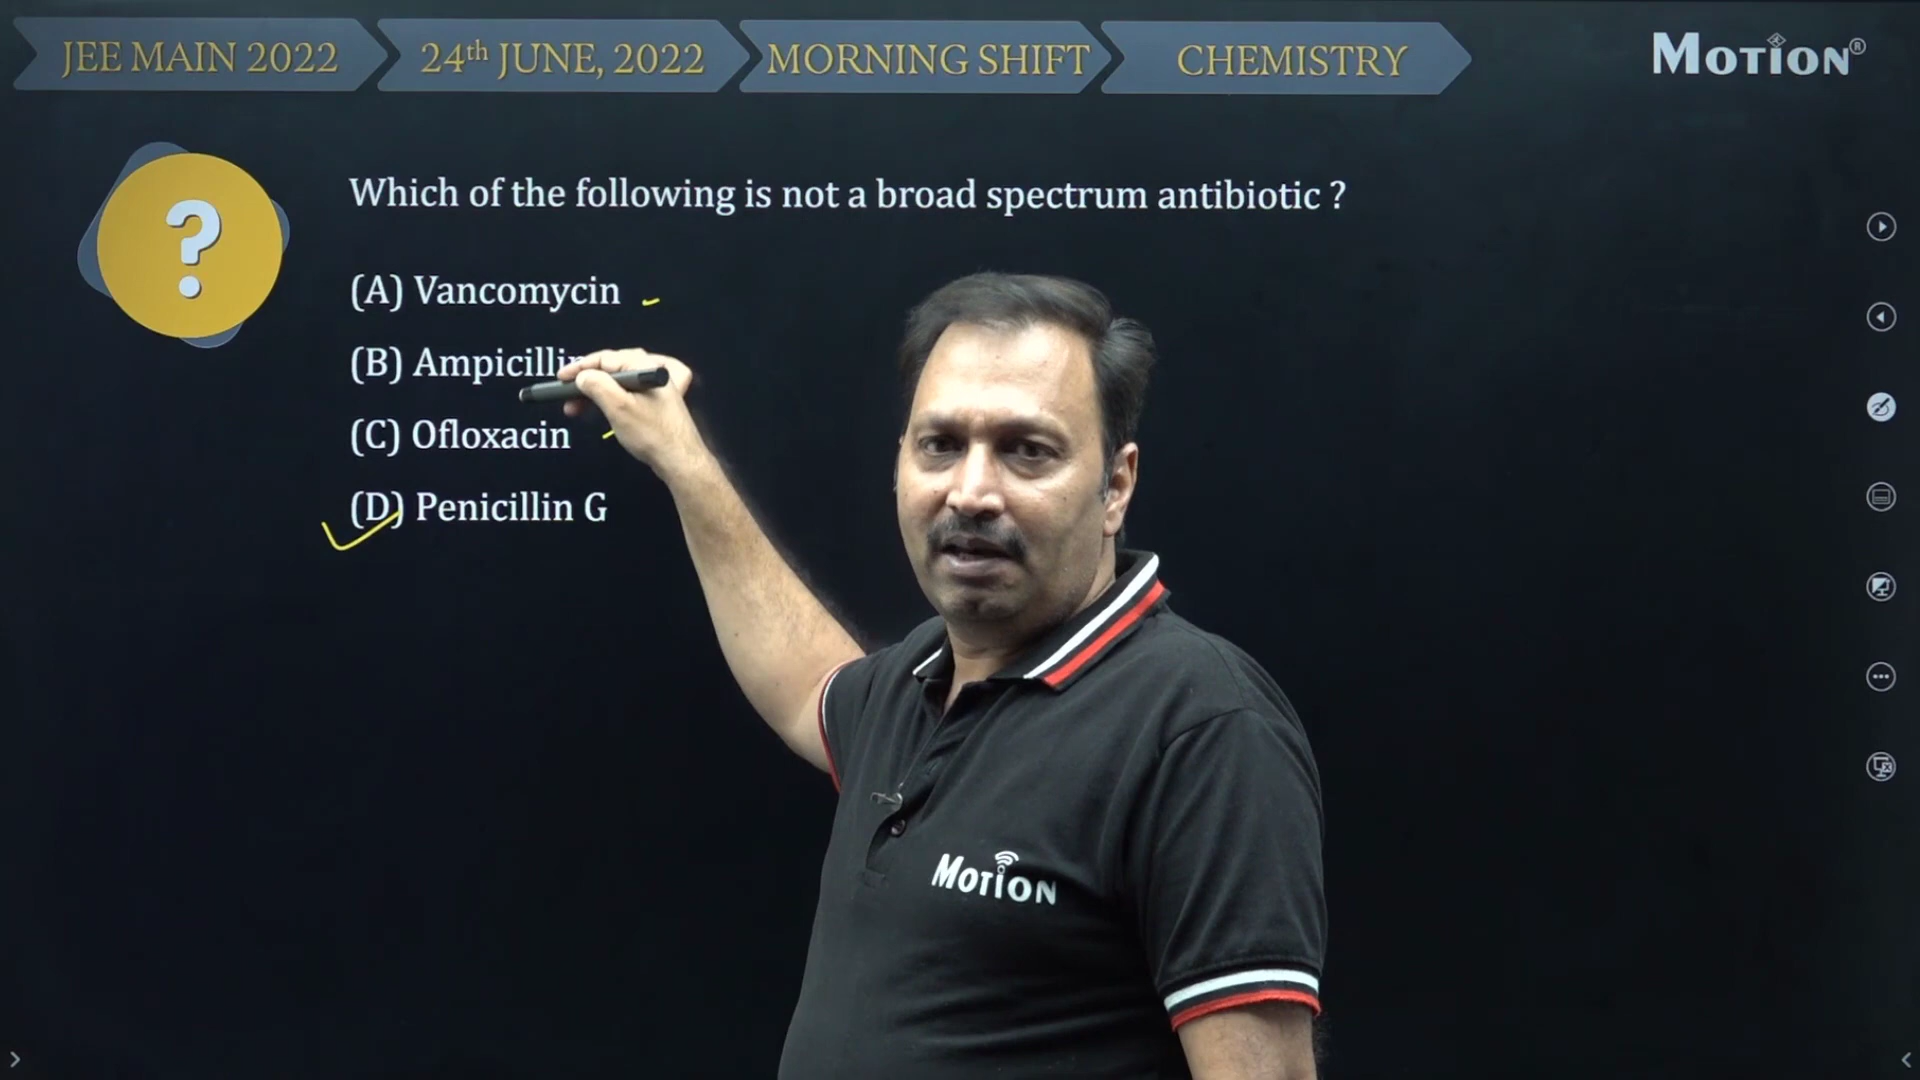 JEE MAIN 2022
24th JUNE, 2022
MORNING SHIFT
CHEMISTRY
MOTION®
?
Which of the following is not a broad spectrum antibiotic ?
(A) Vancomycin
(B)
(C) Ofloxacin
(D) Penicillin G
MOTION